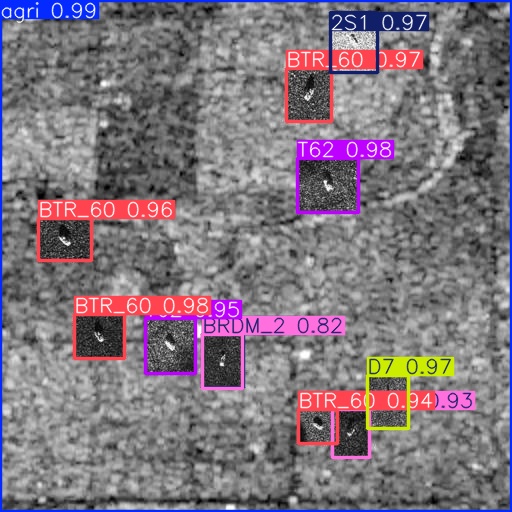 agri 0.99
2S1 0.97
BTR_60 0.97
T62 0.98
BTR_60 0.96
BTR_60 0.98
95
BRDM_2 0.82
D7 0.97
BTR_60 0.94
.93